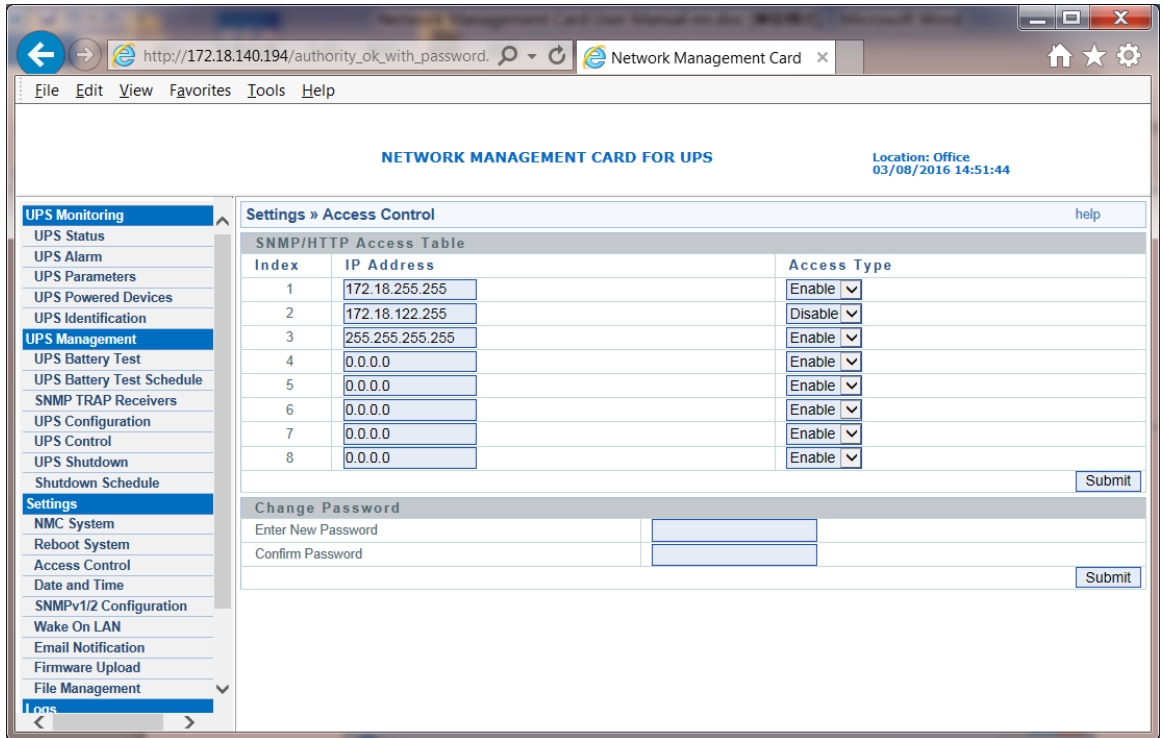 http://172.18.140.194/authority_ok_with_password.
Network Management Card
File Edit View Favorites Tools Help
NETWORK MANAGEMENT CARD FOR UPS
Location: Office
03/08/2016 14:51:44
UPS Monitoring
UPS Status
UPS Alarm
UPS Parameters
UPS Powered Devices
UPS Identification
UPS Management
UPS Battery Test
UPS Battery Test Schedule
SNMP TRAP Receivers
UPS Configuration
UPS Control
UPS Shutdown
Shutdown Schedule
Settings
NMC System
Reboot System
Access Control
Date and Time
SNMPv1/2 Configuration
Wake On LAN
Email Notification
Firmware Upload
File Management
Logs
Settings » Access Control help
SNMP/HTTP Access Table
Index IP Address Access Type
1 172.18.255.255 Enable
2 172.18.122.255 Disable
3 255.255.255.255 Enable
4 0.0.0.0 Enable
5 0.0.0.0 Enable
6 0.0.0.0 Enable
7 0.0.0.0 Enable
8 0.0.0.0 Enable
Submit
Change Password
Enter New Password
Confirm Password
Submit